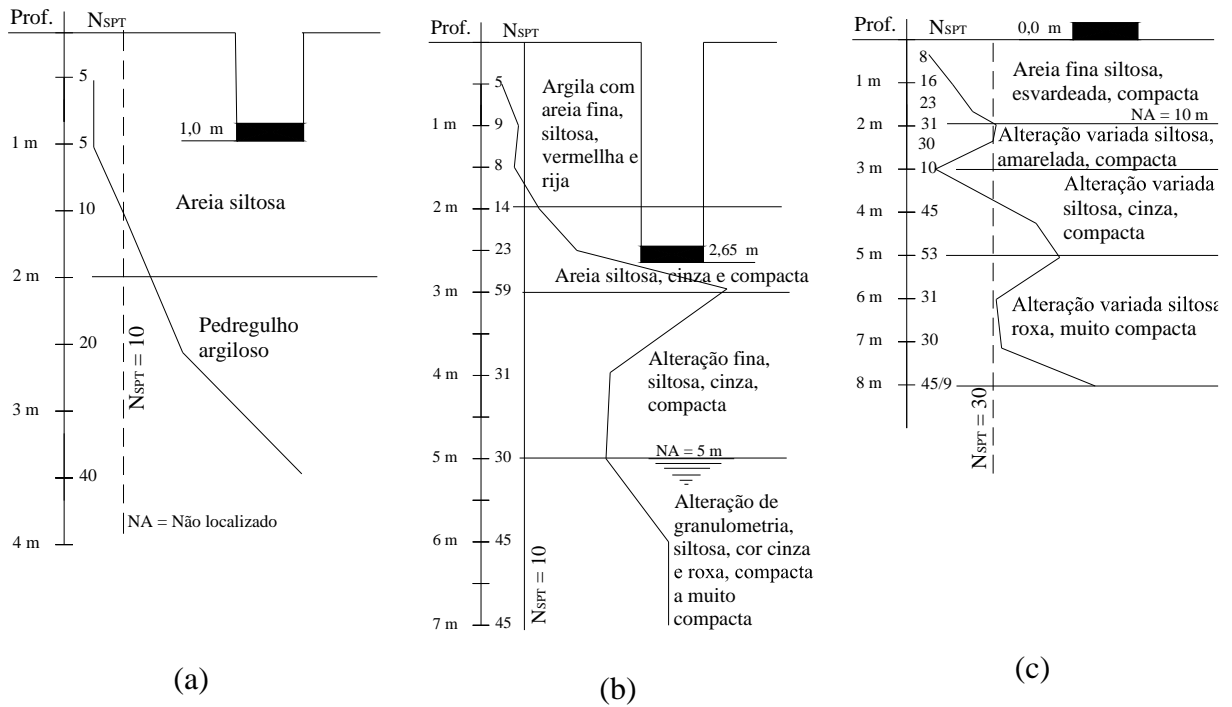 Prof.
NSPT
5
1,0 m
1 m
5
10
Areia siltosa
2 m
Pedregulho
argiloso
20
NSPT = 10
3 m
40
NA = Não localizado
4 m
(a)
Prof.
NSPT
5
Argila com
areia fina,
siltosa,
vermellha e
rija
1 m
9
8
2 m
14
23
2,65 m
Areia siltosa, cinza e compacta
3 m
59
Alteração fina,
siltosa, cinza,
compacta
4 m
31
NA = 5 m
5 m
30
Alteração de
granulometria,
siltosa, cor cinza
e roxa, compacta
a muito
compacta
6 m
45
NSPT = 10
7 m
45
(b)
Prof.
NSPT
0,0 m
8
Areia fina siltosa,
esvardeada, compacta
1 m
16
23
NA = 10 m
2 m
31
Alteração variada siltosa,
amarelada, compacta
30
3 m
10
Alteração variada
siltosa, cinza,
compacta
4 m
45
5 m
53
6 m
31
Alteração variada siltosa
roxa, muito compacta
7 m
30
8 m
45/9
NSPT = 30
(c)